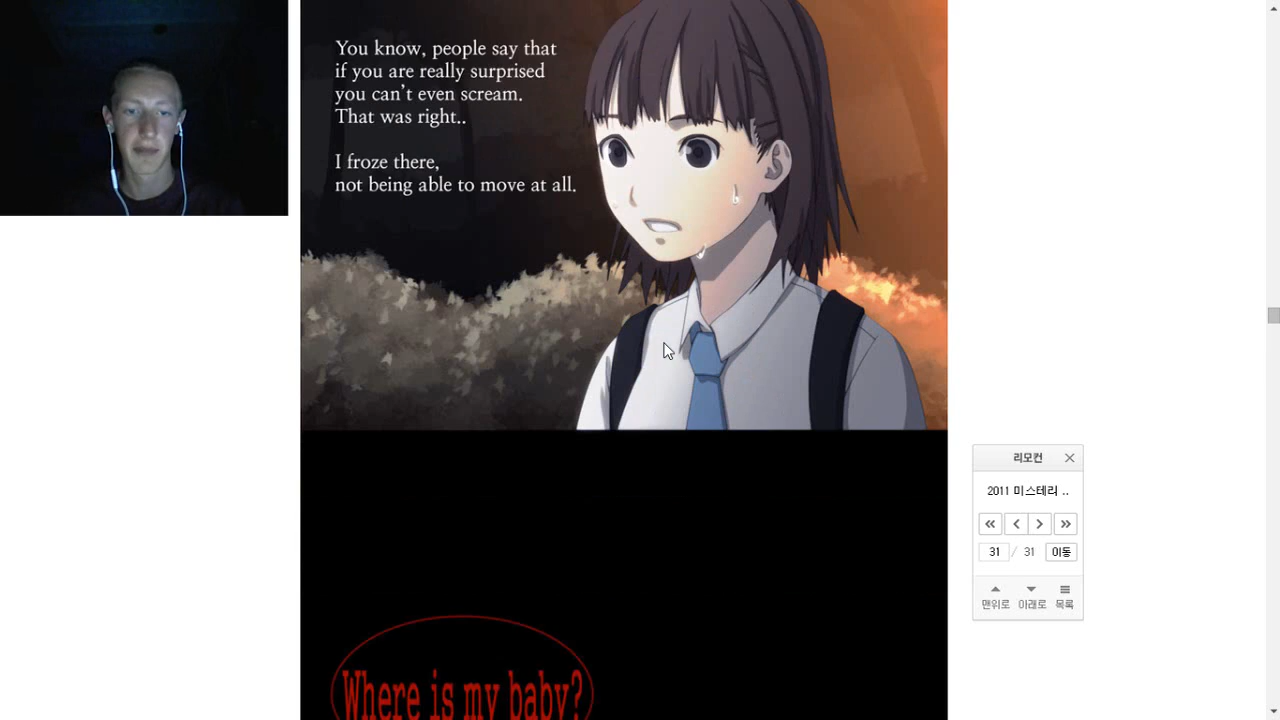 You know, people say that
if you are really surprised
you can't even scream.
That was right..
I froze there,
not being able to move at all.
Where is my baby?
리모컨
2011 미스테리 ..
31 / 31 이동
맨위로 아래로 목록